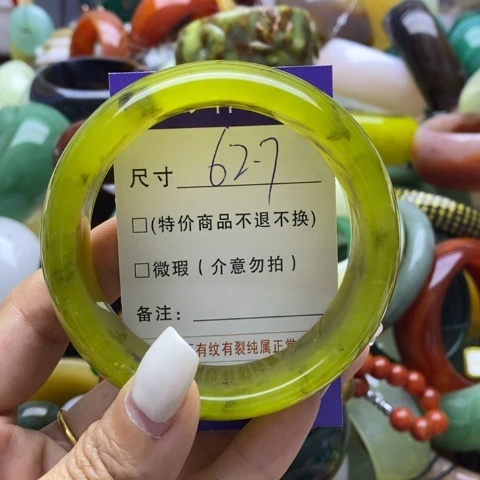 尺寸 62-7
□(特价商品不退不换)
□微瑕(介意勿拍)
备注:
有纹有裂纯属正常